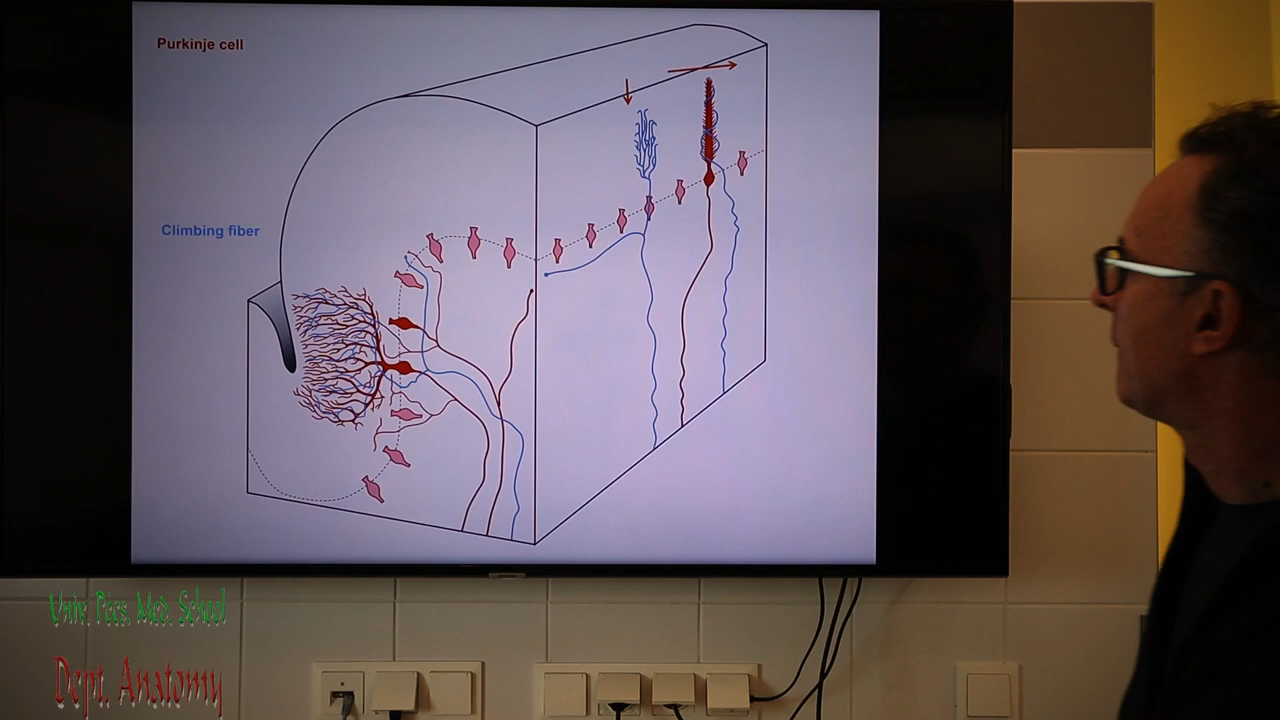 Purkinje cell
Climbing fiber
Univ. Pecs. Med. School
Dept. Anatomy